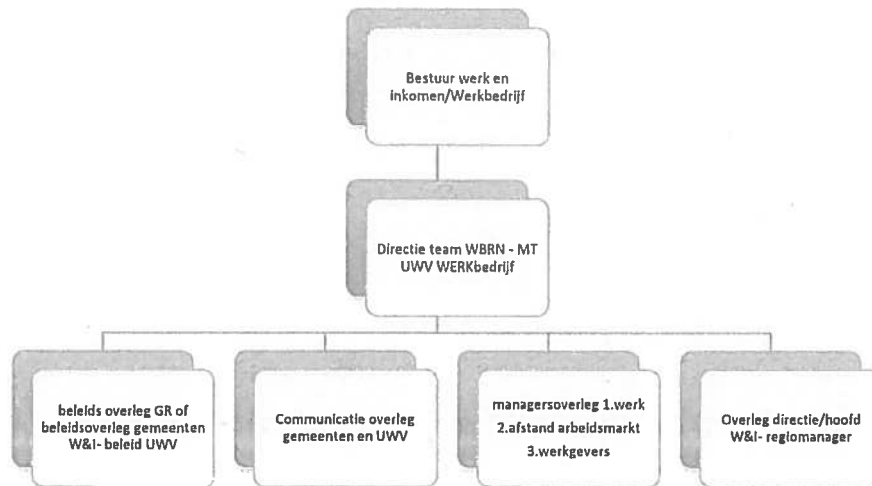 Bestuur werk en
inkomen/Werkbedrijf
Directie team WBRN - MT
UWV WERKbedrijf
beleids overleg GR of
beleidsoverleg gemeenten
W&I- beleid UWV
Communicatie overleg
gemeenten en UWV
managersoverleg 1.werk
2.afstand arbeidsmarkt
3.werkgevers
Overleg directie/hoofd
W&I- regiomanager